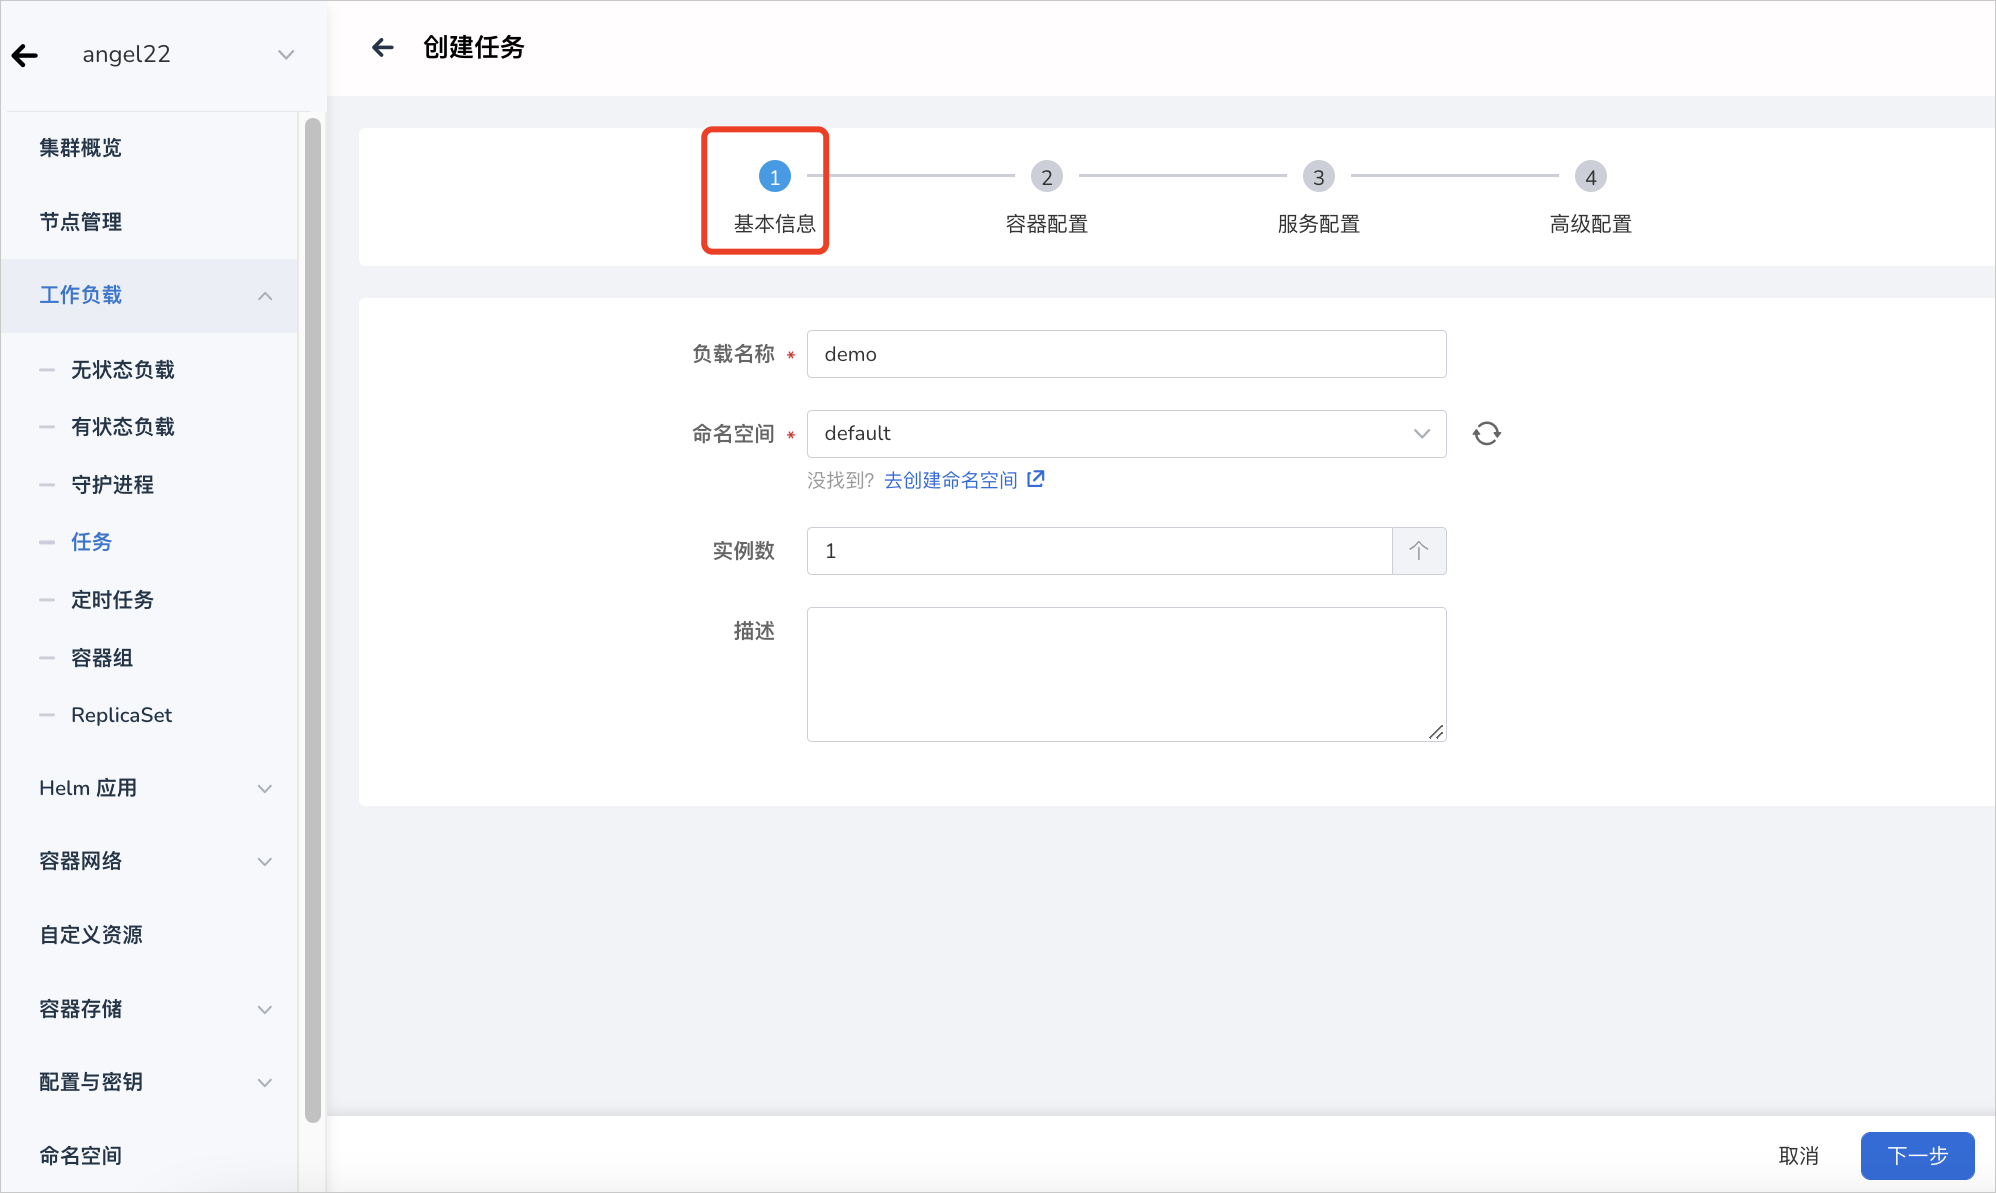 angel22
集群概览
节点管理
工作负载
无状态负载
有状态负载
守护进程
任务
定时任务
容器组
ReplicaSet
Helm 应用
容器网络
自定义资源
容器存储
配置与密钥
命名空间
创建任务
1
2
3
4
基本信息
容器配置
服务配置
高级配置
负载名称 * demo
命名空间 * default
没找到? 去创建命名空间
实例数 1 个
描述
取消 下一步